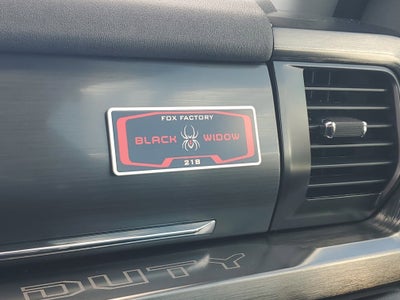 FOX FACTORY
BLACK WIDOW
218
DUTY